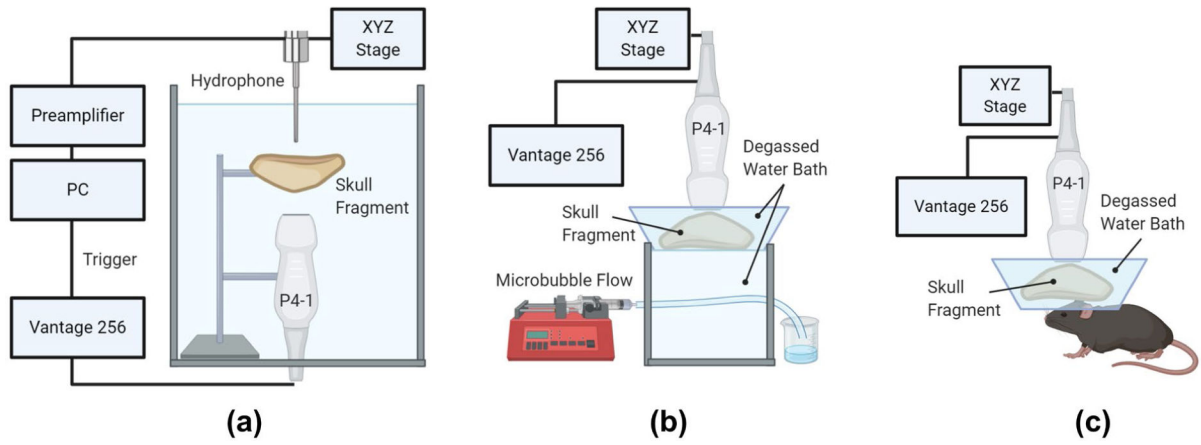 XYZ
Stage
Hydrophone
Preamplifier
PC
Skull
Fragment
Trigger
P4-1
Vantage 256
(a)
XYZ
Stage
P4-1
Vantage 256
Degassed
Water Bath
Skull
Fragment
Microbubble Flow
(b)
XYZ
Stage
P4-1
Vantage 256
Degassed
Water Bath
Skull
Fragment
(c)